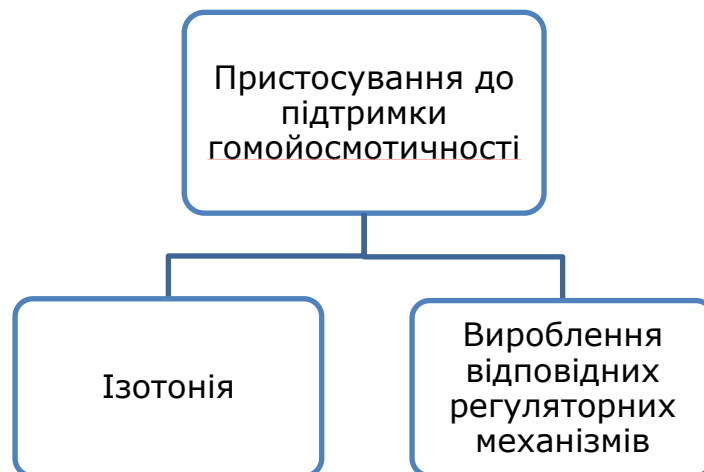 Пристосування до
підтримки
гомойосмотичності
Ізотонія
Вироблення
відповідних
регуляторних
механізмів